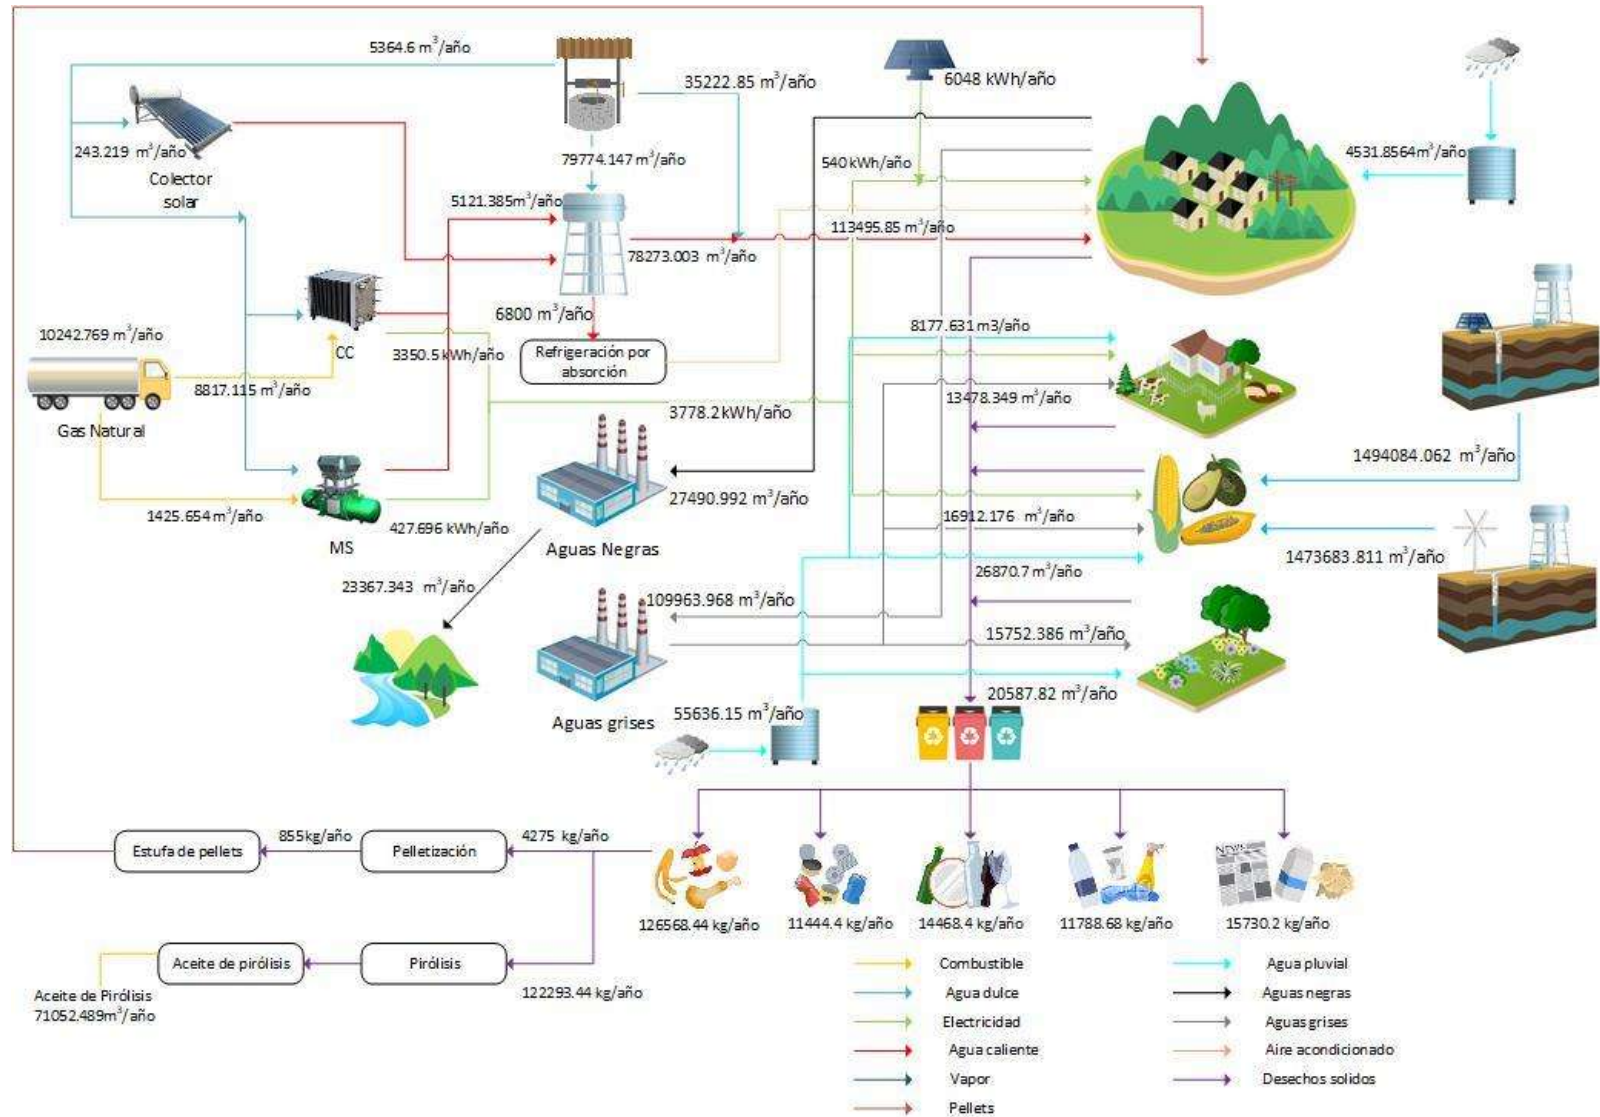 5364.6 m³/año
35222.85 m³/año
6048 kWh/año
243.219 m³/año
Colector
solar
79774.147 m³/año
540 kWh/año
4531.8564m³/año
5121.385m³/año
78273.003 m³/año
113495.85 m³/año
10242.769 m³/año
6800 m³/año
8177.631 m3/año
CC
3350.5 kWh/año
Refrigeración por
absorción
8817.115 m³/año
13478.349 m³/año
3778.2kWh/año
Gas Natural
1494084.062 m³/año
27490.992 m³/año
1425.654m³/año
427.696 kWh/año
16912.176 m³/año
MS
Aguas Negras
1473683.811 m³/año
26870.7 m³/año
23367.343 m³/año
109963.968 m³/año
15752.386 m³/año
20587.82 m³/año
55636.15 m³/año
Aguas grises
NEWS
855kg/año
4275 kg/año
Estufa de pellets
Pelletización
126568.44 kg/año
11444.4 kg/año
14468.4 kg/año
11788.68 kg/año
15730.2 kg/año
Aceite de pirólisis
Pirólisis
122293.44 kg/año
Aceite de Pirólisis
71052.489m³/año
Combustible
Agua pluvial
Agua dulce
Aguas negras
Electricidad
Aguas grises
Agua caliente
Aire acondicionado
Vapor
Desechos solidos
Pellets